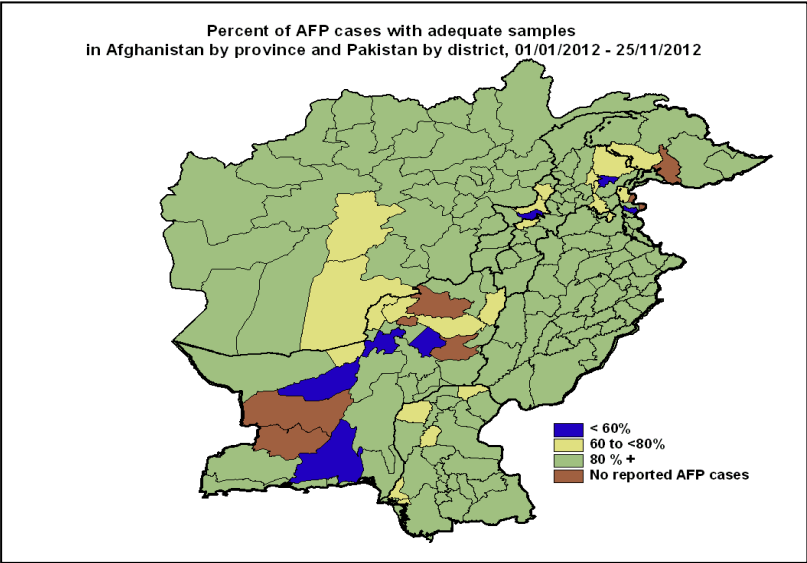 Percent of AFP cases with adequate samples
in Afghanistan by province and Pakistan by district, 01/01/2012 - 25/11/2012
< 60%
60 to <80%
80 % +
No reported AFP cases